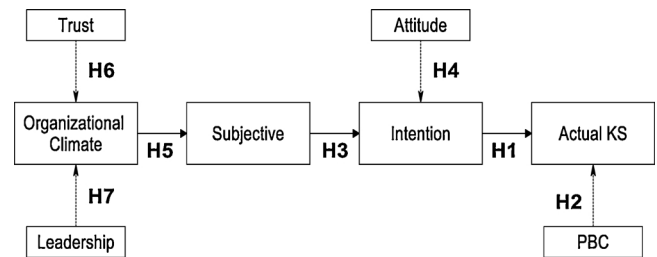 Trust
Attitude
H6
H4
Organizational
Climate
Subjective
Intention
Actual KS
H5
H3
H1
H7
H2
Leadership
PBC